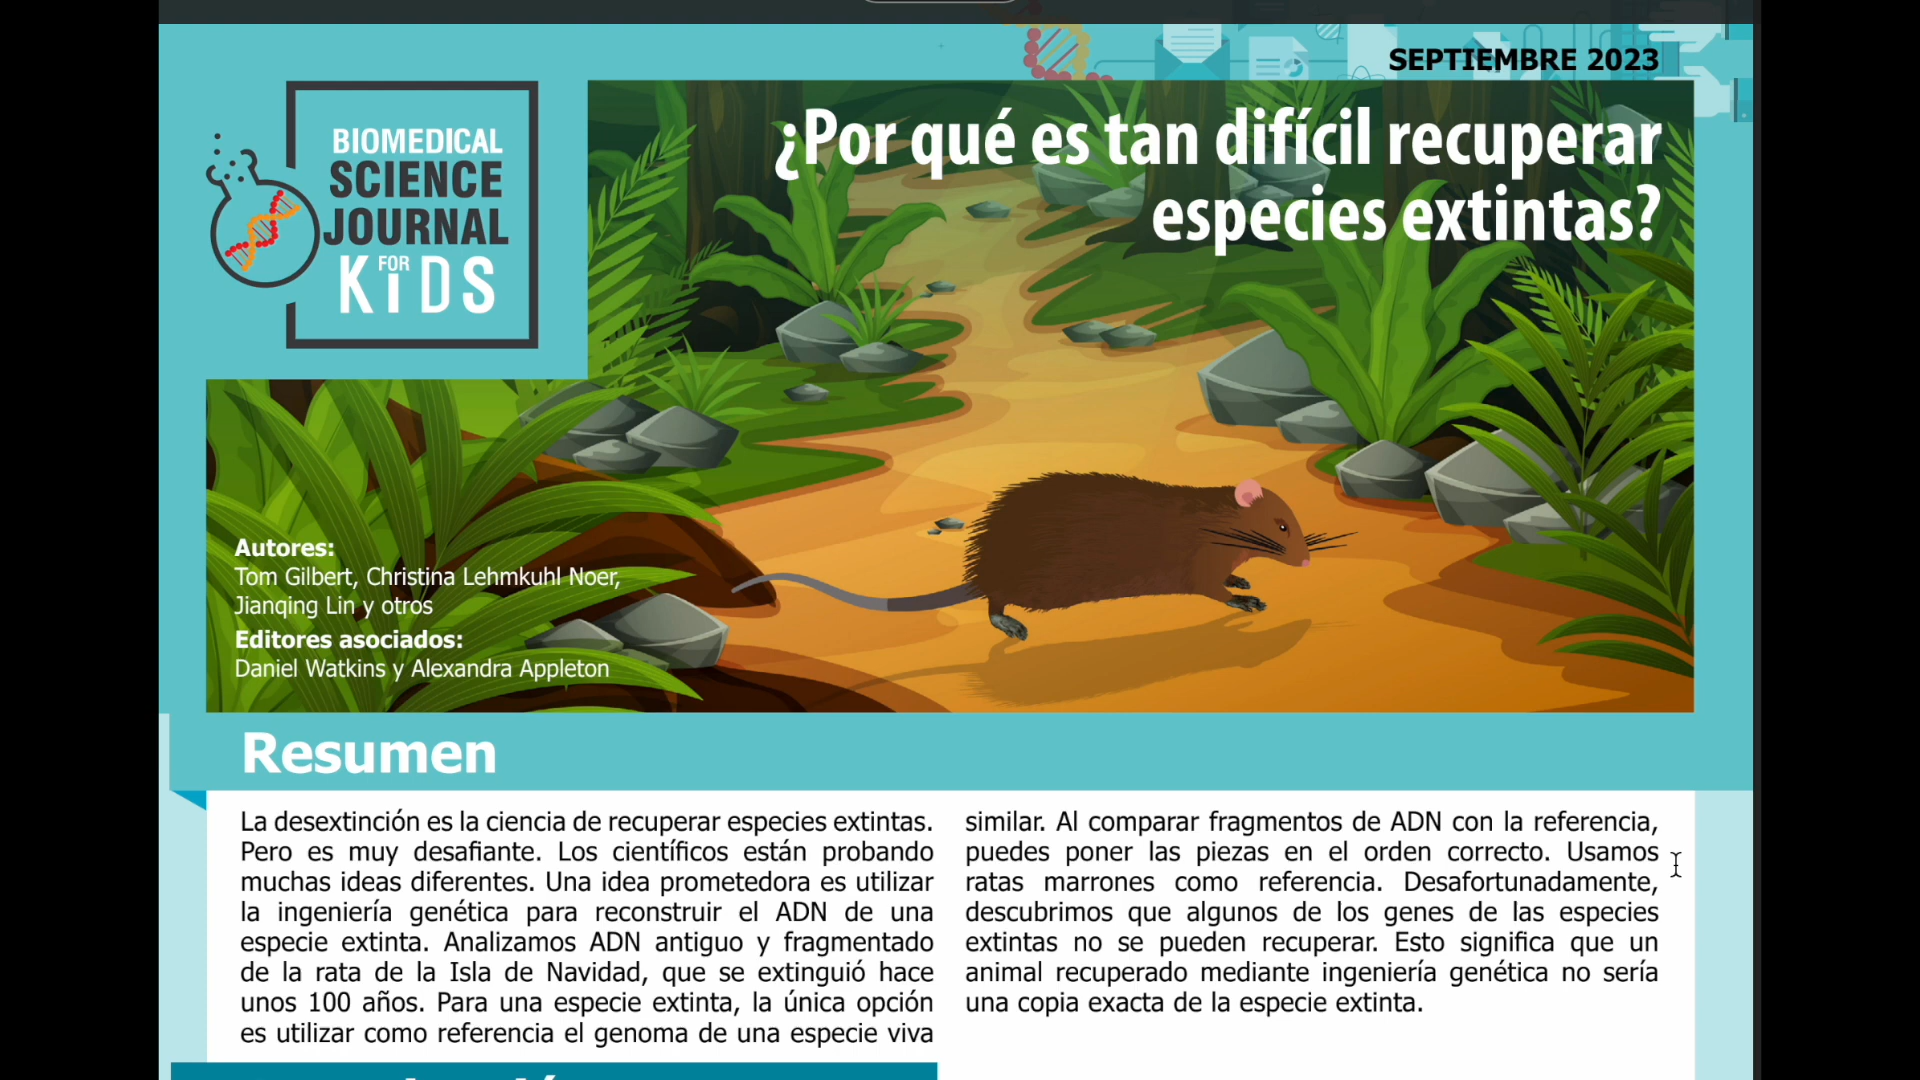 SEPTIEMBRE 2023
BIOMEDICAL
SCIENCE
JOURNAL
FOR
KiDS
¿Por qué es tan difícil recuperar
especies extintas?
Autores:
Tom Gilbert, Christina Lehmkuhl Noer,
Jianqing Lin y otros
Editores asociados:
Daniel Watkins y Alexandra Appleton
Resumen
La desextinción es la ciencia de recuperar especies extintas.
Pero es muy desafiante. Los científicos están probando
muchas ideas diferentes. Una idea prometedora es utilizar
la ingeniería genética para reconstruir el ADN de una
especie extinta. Analizamos ADN antiguo y fragmentado
de la rata de la Isla de Navidad, que se extinguió hace
unos 100 años. Para una especie extinta, la única opción
es utilizar como referencia el genoma de una especie viva
similar. Al comparar fragmentos de ADN con la referencia,
puedes poner las piezas en el orden correcto. Usamos
ratas marrones como referencia. Desafortunadamente,
descubrimos que algunos de los genes de las especies
extintas no se pueden recuperar. Esto significa que un
animal recuperado mediante ingeniería genética no sería
una copia exacta de la especie extinta.